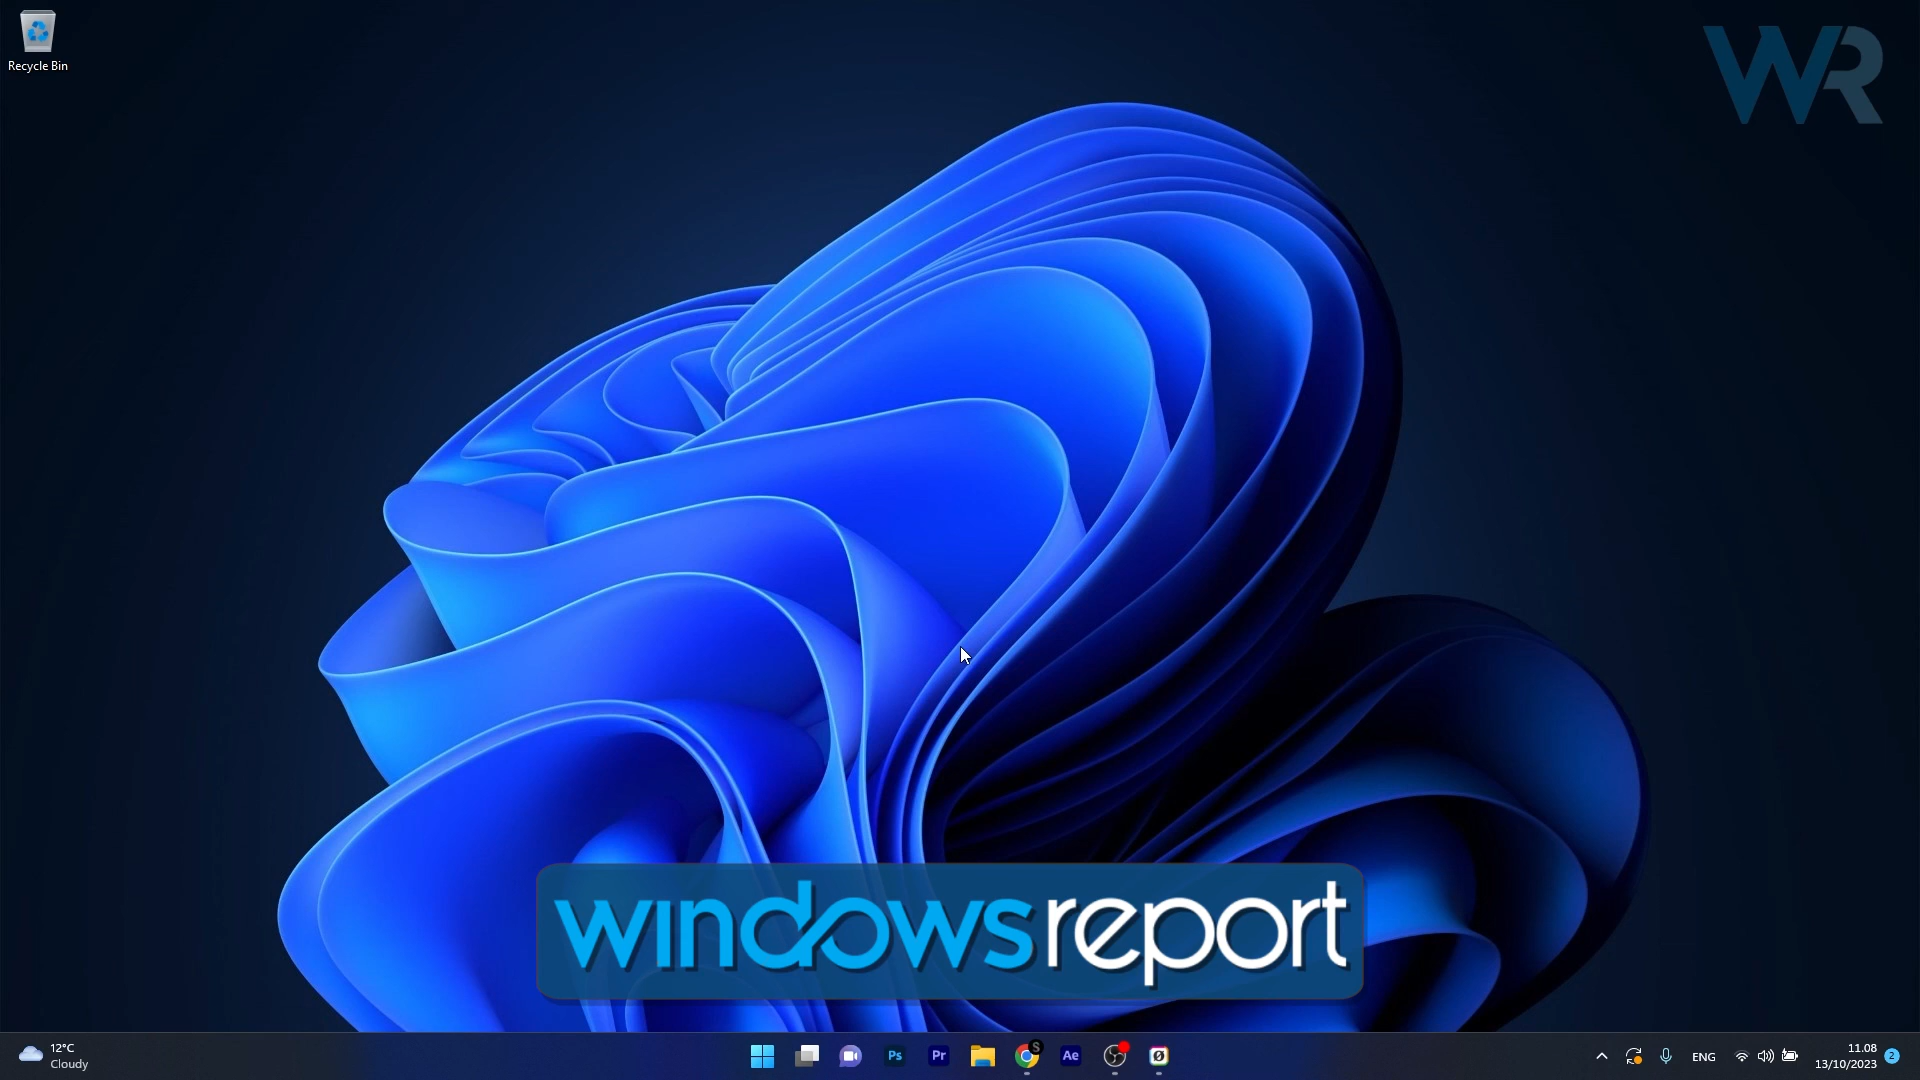 Recycle Bin
WR
windowsreport
12°C
Cloudy
Ps
Pr
S
Ae
ENG
11.08
13/10/2023
2